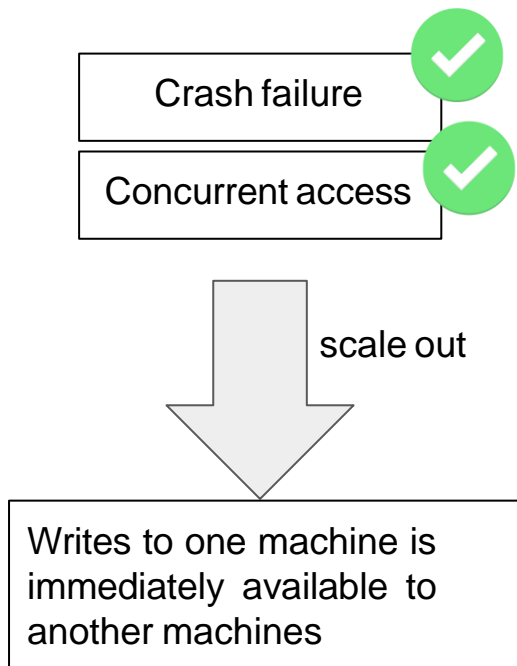 Crash failure
Concurrent access
scale out
Writes to one machine is
immediately available to
another machines